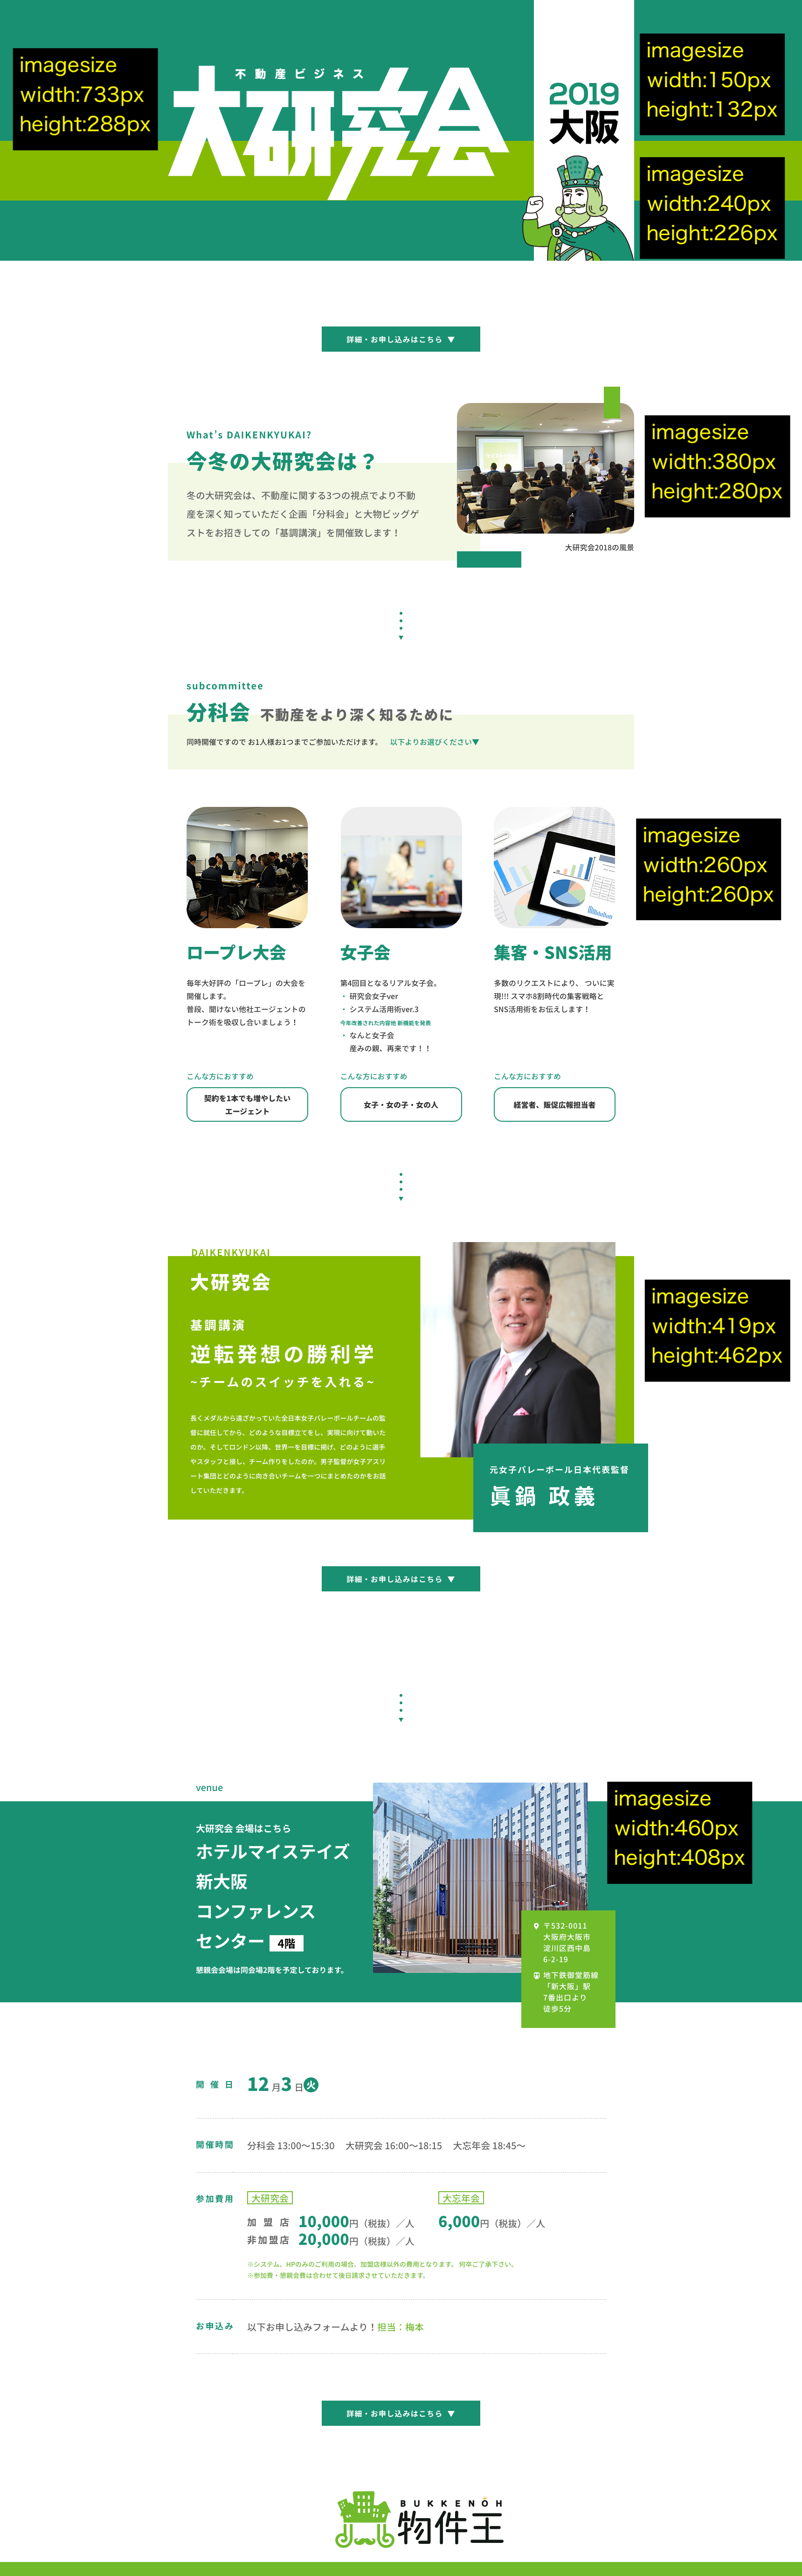 imagesize
width:733px
height:288px
不動産ビジネス
大研究会
2019
大阪
B
imagesize
width:150px
height:132px
imagesize
width:240px
height:226px
詳細・お申し込みはこちら ▼
What's DAIKENKYUKAI?
今冬の大研究会は？
冬の大研究会は、不動産に関する3つの視点でより不動
産を深く知っていただく企画「分科会」と大物ビッグゲ
ストをお招きしての「基調講演」を開催致します！
大研究会2018の風景
imagesize
width:380px
height:280px
subcommittee
分科会 不動産をより深く知るために
同時開催ですので お1人様お1つまでご参加いただけます。 以下よりお選びください▼
imagesize
width:260px
height:260px
ロープレ大会
毎年大好評の「ロープレ」の大会を
開催します。
普段、聞けない他社エージェントの
トーク術を吸収し合いましょう！
こんな方におすすめ
契約を1本でも増やしたい
エージェント
女子会
第4回目となるリアル女子会。
・ 研究会女子ver
・ システム活用術ver.3
今年改善された内容他 新機能を発表
・ なんと女子会
産みの親、再来です！！
こんな方におすすめ
女子・女の子・女の人
集客・SNS活用
多数のリクエストにより、 ついに実
現!!! スマホ8割時代の集客戦略と
SNS活用術をお伝えします！
こんな方におすすめ
経営者、販促広報担当者
DAIKENKYUKAI
大研究会
基調講演
逆転発想の勝利学
~チームのスイッチを入れる~
長くメダルから遠ざかっていた全日本女子バレーボールチームの監
督に就任してから、どのような目標立てをし、実現に向けて動いた
のか。そしてロンドン以降、世界一を目標に掲げ、どのように選手
やスタッフと接し、チーム作りをしたのか。男子監督が女子アスリ
ート集団とどのように向き合いチームを一つにまとめたのかをお話
していただきます。
元女子バレーボール日本代表監督
眞鍋 政義
imagesize
width:419px
height:462px
詳細・お申し込みはこちら ▼
venue
大研究会 会場はこちら
ホテルマイステイズ
新大阪
コンファレンス
センター 4階
懇親会会場は同会場2階を予定しております。
〒532-0011
大阪府大阪市
淀川区西中島
6-2-19
地下鉄御堂筋線
「新大阪」駅
7番出口より
徒歩5分
imagesize
width:460px
height:408px
開催日 12月3日火
開催時間 分科会 13:00〜15:30 大研究会 16:00〜18:15 大忘年会 18:45〜
参加費用 大研究会 大忘年会
加盟店 10,000円（税抜）／人 6,000円（税抜）／人
非加盟店 20,000円（税抜）／人
※システム、HPのみのご利用の場合、加盟店様以外の費用となります。 何卒ご了承下さい。
※参加費・懇親会費は合わせて後日請求させていただきます。
お申込み 以下お申し込みフォームより！担当：梅本
詳細・お申し込みはこちら ▼
BUKKENOH
物件王